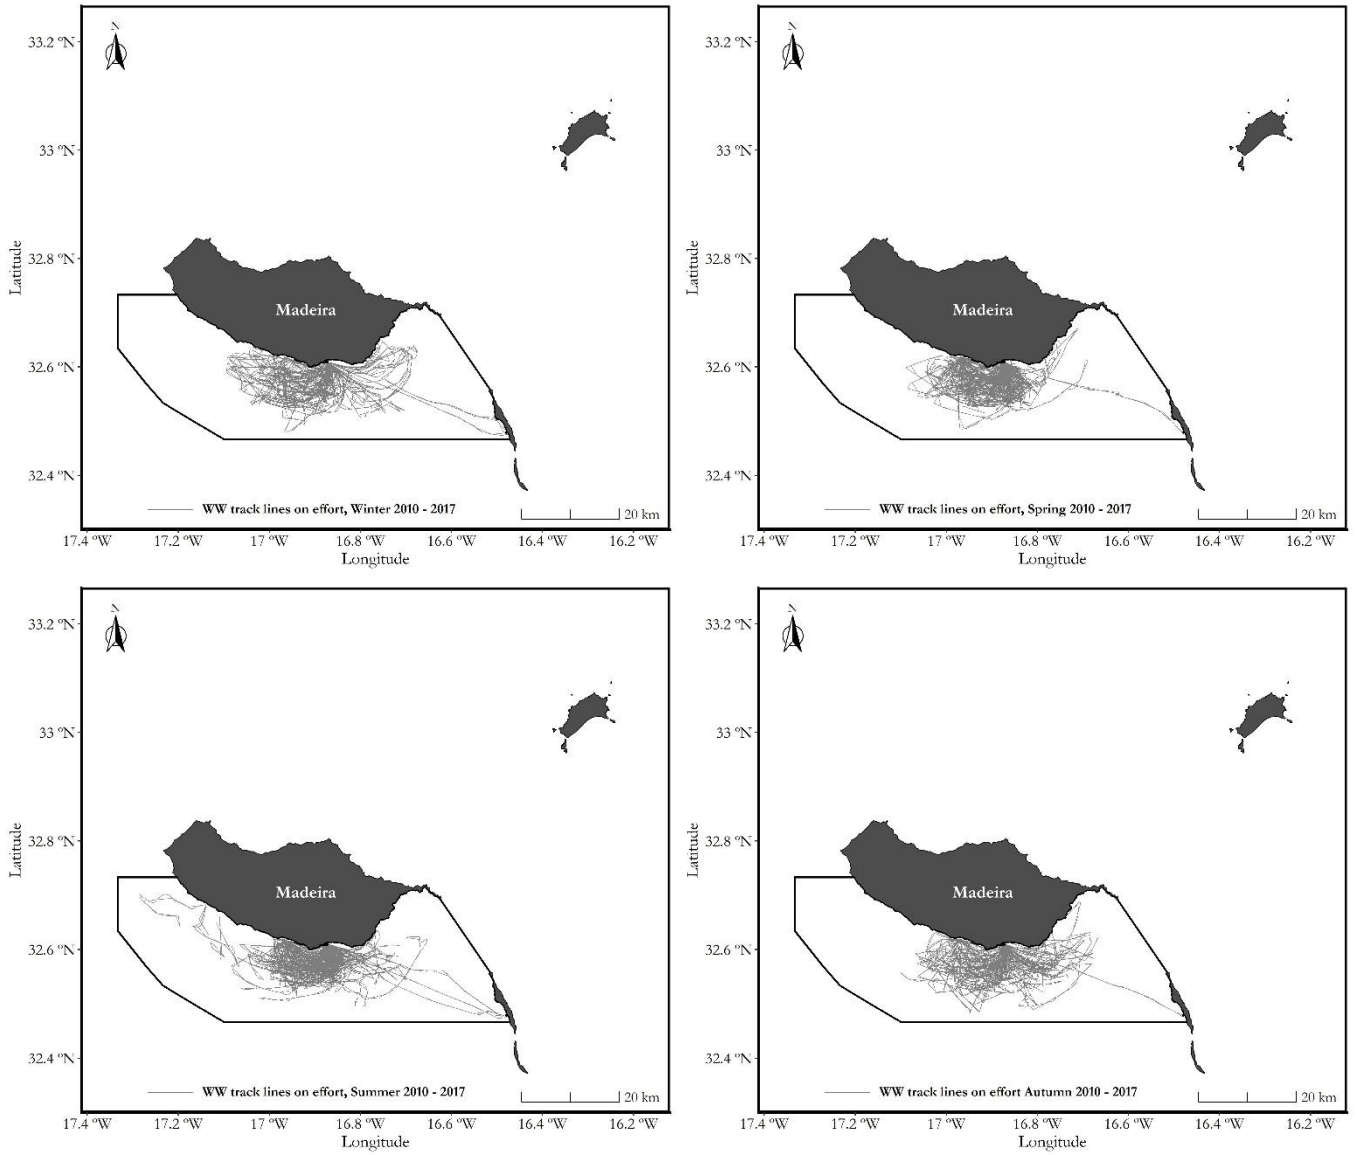 N
33.2 °N
33 °N
32.8 °N
32.6 °N
32.4 °N
Latitude
Madeira
WW track lines on effort, Winter 2010 - 2017
20 km
17.4 °W 17.2 °W 17 °W 16.8 °W 16.6 °W 16.4 °W 16.2 °W
Longitude
N
33.2 °N
33 °N
32.8 °N
32.6 °N
32.4 °N
Latitude
Madeira
WW track lines on effort, Spring 2010 - 2017
20 km
17.4 °W 17.2 °W 17 °W 16.8 °W 16.6 °W 16.4 °W 16.2 °W
Longitude
N
33.2 °N
33 °N
32.8 °N
32.6 °N
32.4 °N
Latitude
Madeira
WW track lines on effort, Summer 2010 - 2017
20 km
17.4 °W 17.2 °W 17 °W 16.8 °W 16.6 °W 16.4 °W 16.2 °W
Longitude
N
33.2 °N
33 °N
32.8 °N
32.6 °N
32.4 °N
Latitude
Madeira
WW track lines on effort Autumn 2010 - 2017
20 km
17.4 °W 17.2 °W 17 °W 16.8 °W 16.6 °W 16.4 °W 16.2 °W
Longitude